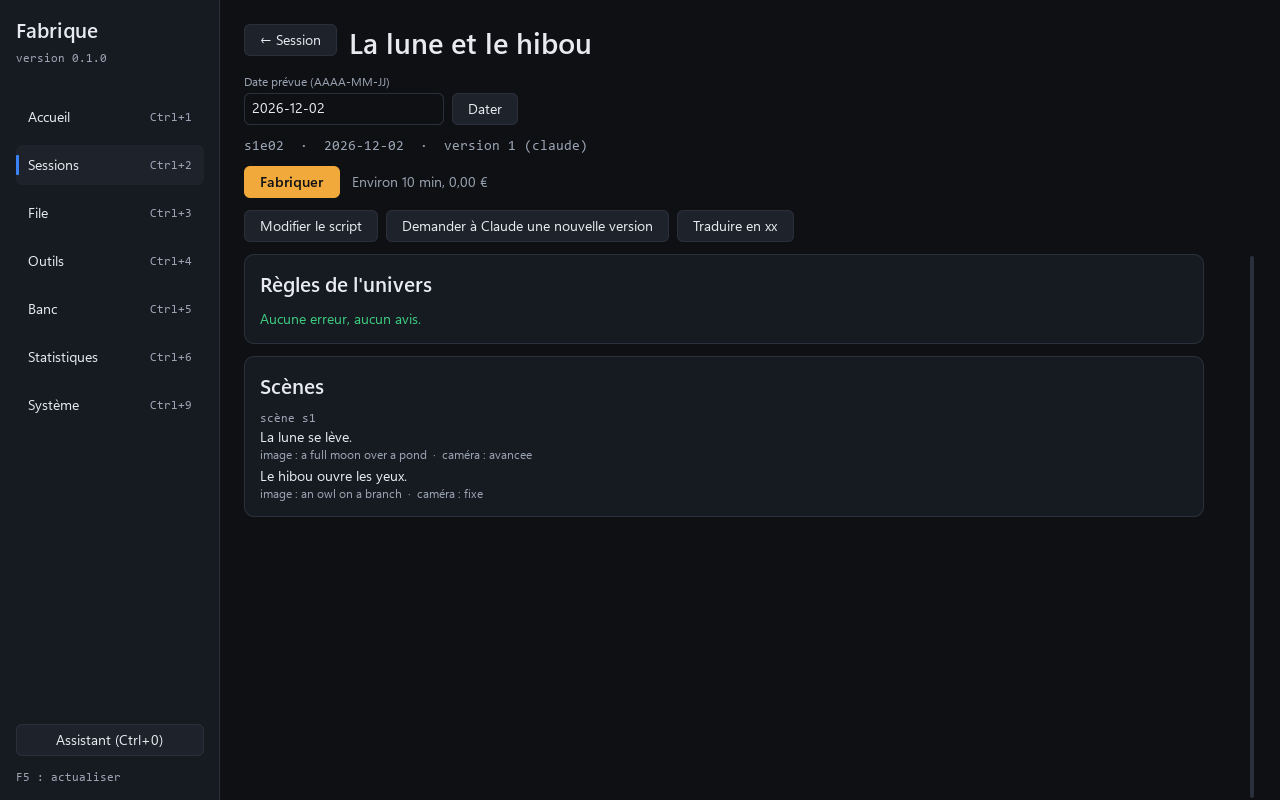 Fabrique
version 0.1.0
Accueil Ctrl+1
Sessions Ctrl+2
File Ctrl+3
Outils Ctrl+4
Banc Ctrl+5
Statistiques Ctrl+6
Système Ctrl+9
Assistant (Ctrl+0)
F5 : actualiser
← Session La lune et le hibou
Date prévue (AAAA-MM-JJ)
2026-12-02 Dater
s1e02 · 2026-12-02 · version 1 (claude)
Fabriquer Environ 10 min, 0,00 €
Modifier le script Demander à Claude une nouvelle version Traduire en xx
Règles de l'univers
Aucune erreur, aucun avis.
Scènes
scène s1
La lune se lève.
image : a full moon over a pond · caméra : avancee
Le hibou ouvre les yeux.
image : an owl on a branch · caméra : fixe